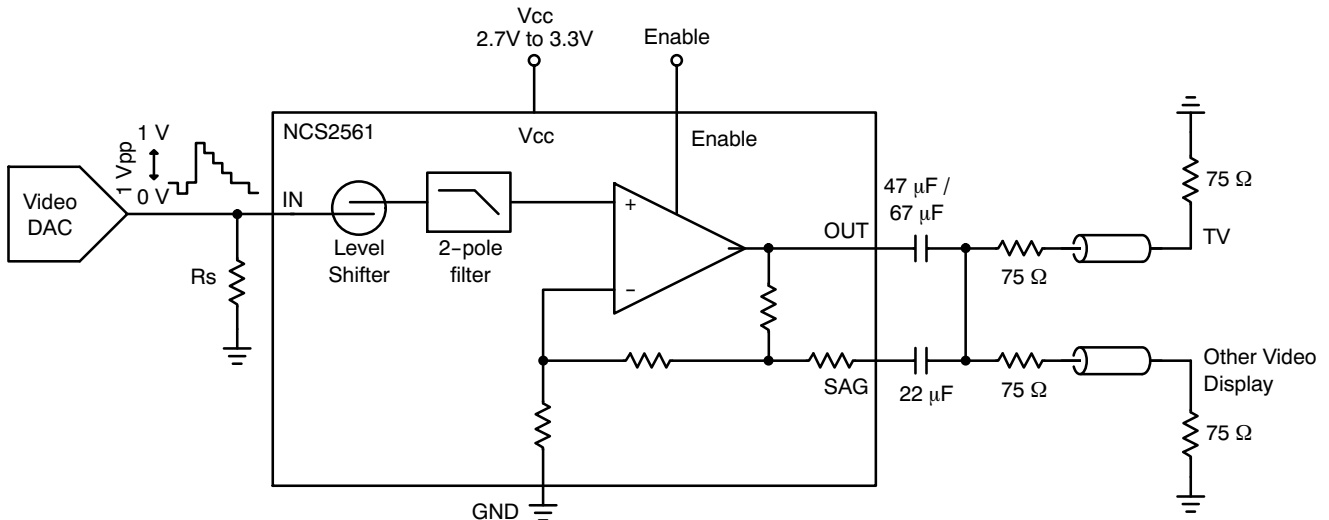 Vcc
2.7V to 3.3V
Enable
NCS2561
Vcc
Enable
1 Vpp
1 V
0 V
Video
DAC
IN
Level
Shifter
2-pole
filter
Rs
+
−
OUT
SAG
GND
47 μF /
67 μF
22 μF
75 Ω
75 Ω
TV
75 Ω
Other Video
Display
75 Ω